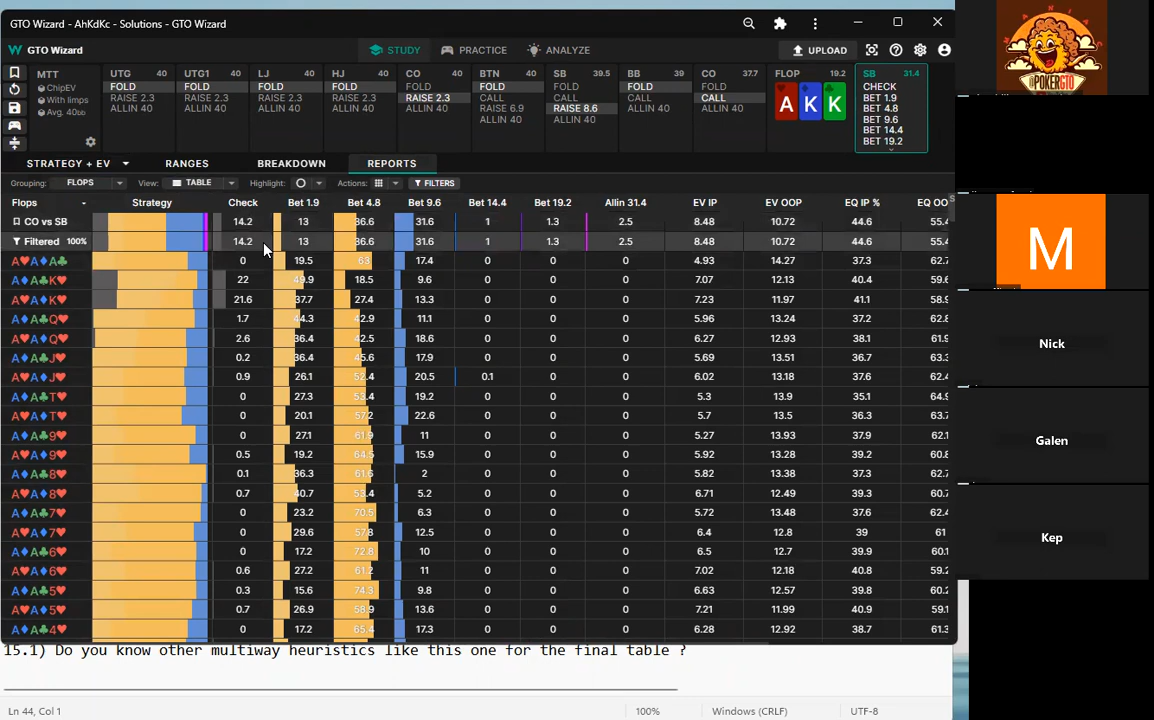 GTO Wizard - AhKdKc - Solutions - GTO Wizard
GTO Wizard STUDY PRACTICE ANALYZE UPLOAD
MTT UTG 40 UTG1 40 LJ 40 HJ 40 CO 40 BTN 40 SB 39.5 BB 39 CO 37.7 FLOP 19.2 SB 31.4
ChipEV FOLD FOLD FOLD FOLD FOLD FOLD FOLD FOLD FOLD CHECK
With limps RAISE 2.3 RAISE 2.3 RAISE 2.3 RAISE 2.3 RAISE 2.3 CALL CALL CALL CALL A K K BET 1.9
Avg. 40bb ALLIN 40 ALLIN 40 ALLIN 40 ALLIN 40 ALLIN 40 RAISE 6.9 RAISE 8.6 ALLIN 40 ALLIN 40 BET 4.8
ALLIN 40 ALLIN 40 BET 9.6
BET 14.4
BET 19.2
STRATEGY + EV RANGES BREAKDOWN REPORTS
Grouping: FLOPS View: TABLE Highlight: Actions: FILTERS
Flops Strategy Check Bet 1.9 Bet 4.8 Bet 9.6 Bet 14.4 Bet 19.2 Allin 31.4 EV IP EV OOP EQ IP % EQ OO
CO vs SB 14.2 13 36.6 31.6 1 1.3 2.5 8.48 10.72 44.6 55.4
Filtered 100% 14.2 13 36.6 31.6 1 1.3 2.5 8.48 10.72 44.6 55.4
A♥A♦A♣ 0 19.5 63 17.4 0 0 0 4.93 14.27 37.3 62.7
A♦A♣K♥ 22 49.9 18.5 9.6 0 0 0 7.07 12.13 40.4 59.6
A♥A♦K♥ 21.6 37.7 27.4 13.3 0 0 0 7.23 11.97 41.1 58.9
A♦A♣Q♥ 1.7 44.3 42.9 11.1 0 0 0 5.96 13.24 37.2 62.8
A♥A♦Q♥ 2.6 36.4 42.5 18.6 0 0 0 6.27 12.93 38.1 61.9
A♦A♣J♥ 0.2 36.4 45.6 17.9 0 0 0 5.69 13.51 36.7 63.3
A♥A♦J♥ 0.9 26.1 52.4 20.5 0.1 0 0 6.02 13.18 37.6 62.4
A♦A♣T♥ 0 27.3 53.4 19.2 0 0 0 5.3 13.9 35.1 64.9
A♥A♦T♥ 0 20.1 57.2 22.6 0 0 0 5.7 13.5 36.3 63.7
A♦A♣9♥ 0 27.1 61.9 11 0 0 0 5.27 13.93 37.9 62.1
A♥A♦9♥ 0.5 19.2 64.5 15.9 0 0 0 5.92 13.28 39.2 60.8
A♦A♣8♥ 0.1 36.3 61.6 2 0 0 0 5.82 13.38 37.3 62.7
A♥A♦8♥ 0.7 40.7 53.4 5.2 0 0 0 6.71 12.49 39.3 60.7
A♦A♣7♥ 0 23.2 70.5 6.3 0 0 0 5.72 13.48 37.6 62.4
A♥A♦7♥ 0 29.6 57.8 12.5 0 0 0 6.4 12.8 39 61
A♦A♣6♥ 0 17.2 72.8 10 0 0 0 6.5 12.7 39.9 60.1
A♥A♦6♥ 0.6 27.2 61.2 11 0 0 0 7.02 12.18 40.8 59.2
A♦A♣5♥ 0.3 15.6 74.3 9.8 0 0 0 6.63 12.57 39.8 60.2
A♥A♦5♥ 0.7 26.9 58.9 13.6 0 0 0 7.21 11.99 40.9 59.1
A♦A♣4♥ 0 17.2 65.4 17.3 0 0 0 6.28 12.92 38.7 61.3
15.1) Do you know other multiway heuristics like this one for the final table ?
Ln 44, Col 1 100% Windows (CRLF) UTF-8
@POKERGTO
M
Nick
Galen
Kep